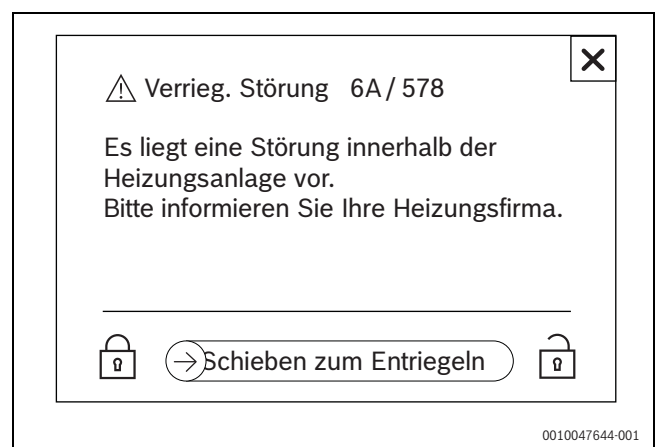 Verrieg. Störung 6A / 578
Es liegt eine Störung innerhalb der
Heizungsanlage vor.
Bitte informieren Sie Ihre Heizungsfirma.
Schieben zum Entriegeln
0010047644-001